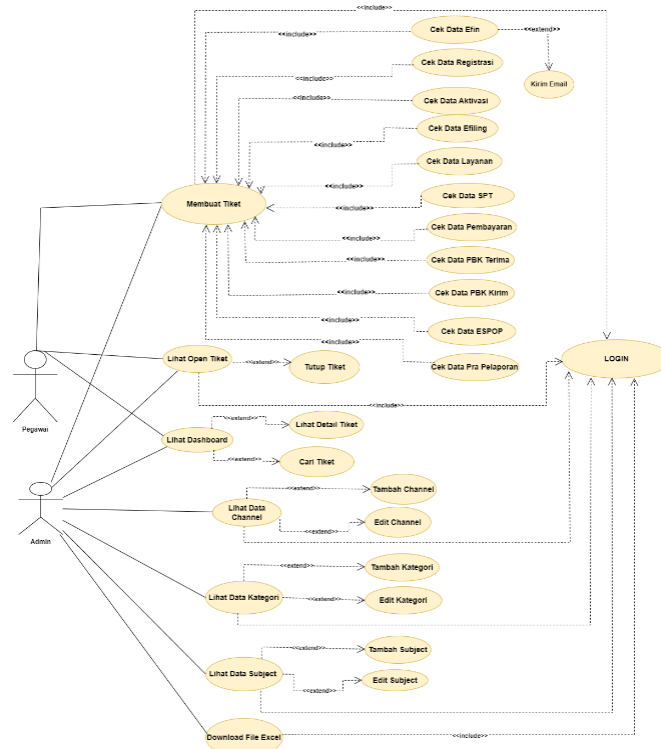 <<include>>
Cek Data Efin
<<extend>>
<<include>>
Cek Data Registrasi
<<include>>
Kirim Email
Cek Data Aktivasi
<<include>>
Cek Data Efiling
<<include>>
Cek Data Layanan
<<include>>
Cek Data SPT
Membuat Tiket
<<include>>
Cek Data Pembayaran
<<include>>
Cek Data PBK Terima
<<include>>
Cek Data PBK Kirim
<<include>>
<<include>>
Cek Data ESPOP
<<include>>
Lihat Open Tiket
<<extend>>
Tutup Tiket
Cek Data Pra Pelaporan
LOGIN
<<include>>
Pegawai
Lihat Dashboard
<<extend>>
Lihat Detail Tiket
<<extend>>
Cari Tiket
<<extend>>
Tambah Channel
Lihat Data
Channel
<<extend>>
Edit Channel
Admin
<<extend>>
Tambah Kategori
Lihat Data Kategori
<<extend>>
Edit Kategori
<<extend>>
Tambah Subject
Lihat Data Subject
<<extend>>
Edit Subject
Download File Excel
<<include>>